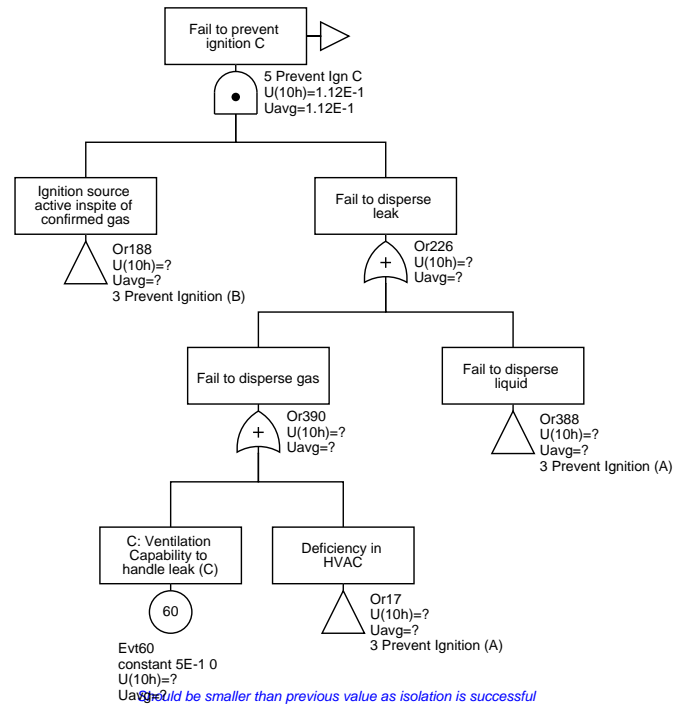 Fail to prevent
ignition C
5 Prevent Ign C
U(10h)=1.12E-1
Uavg=1.12E-1
Ignition source
active inspite of
confirmed gas
Or188
U(10h)=?
Uavg=?
3 Prevent Ignition (B)
Fail to disperse
leak
+
Or226
U(10h)=?
Uavg=?
Fail to disperse gas
+
Or390
U(10h)=?
Uavg=?
Fail to disperse
liquid
Or388
U(10h)=?
Uavg=?
3 Prevent Ignition (A)
C: Ventilation
Capability to
handle leak (C)
60
Evt60
constant 5E-1 0
U(10h)=?
Uavg=?
Deficiency in
HVAC
Or17
U(10h)=?
Uavg=?
3 Prevent Ignition (A)
Should be smaller than previous value as isolation is successful